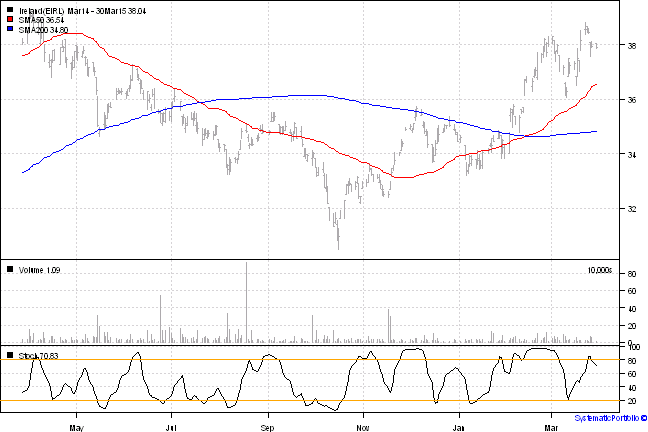 Ireland(EIRL) Mar14 - 30Mar15 38.04
SMA50 36.54
SMA200 34.80
38
36
34
32
Volume 1.09
10,000s
80
60
40
20
0
Stoch 70.83
100
80
60
40
20
May
Jul
Sep
Nov
Jan
Mar
SystematicPortfolio ©